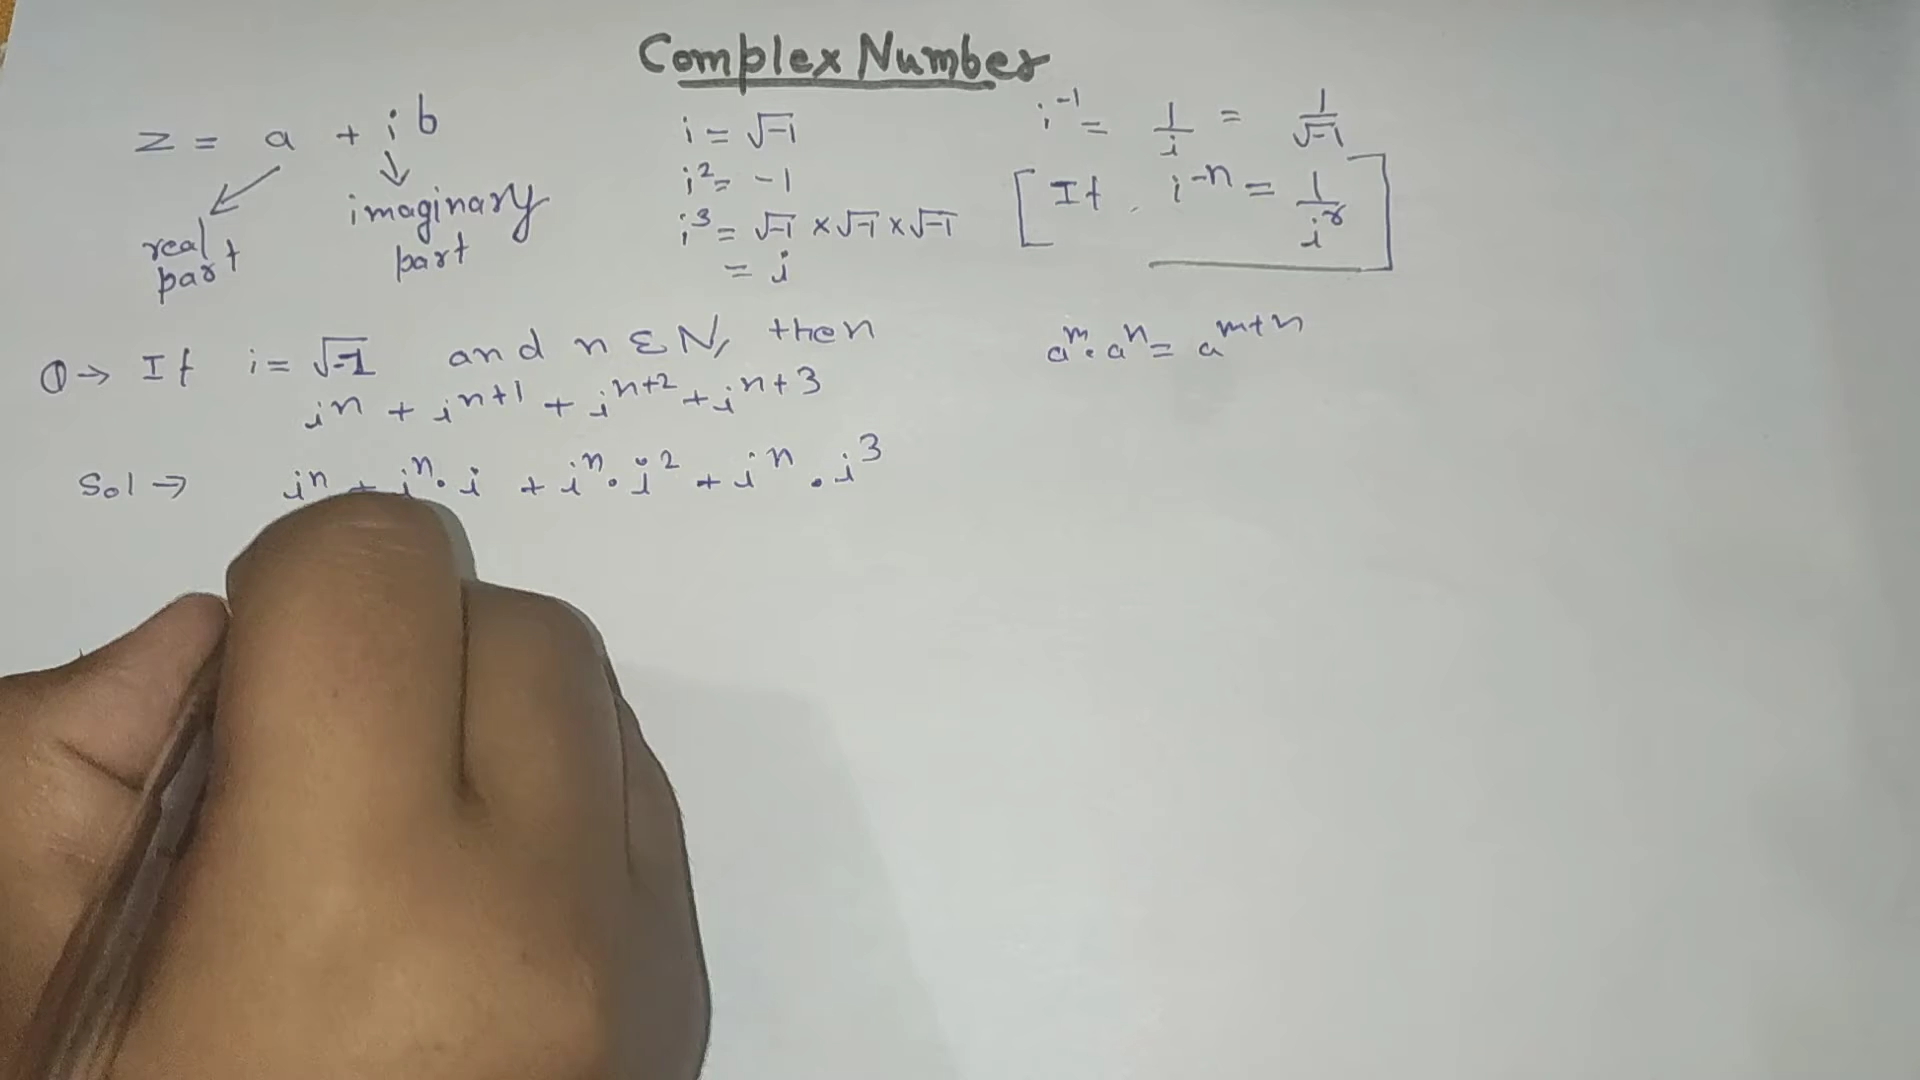 Complex Number
z = a + ib
real part
imaginary part
i = √-1
i² = -1
i³ = √-1 × √-1 × √-1
= i
i⁻¹ = 1/i = 1/√-1
[If, i⁻ⁿ = 1/iʳ]
① → If i = √-1 and n ∈ N, then
iⁿ + iⁿ⁺¹ + iⁿ⁺² + iⁿ⁺³
aᵐ · aⁿ = aᵐ⁺ⁿ
Sol → iⁿ + iⁿ · i + iⁿ · i² + iⁿ · i³